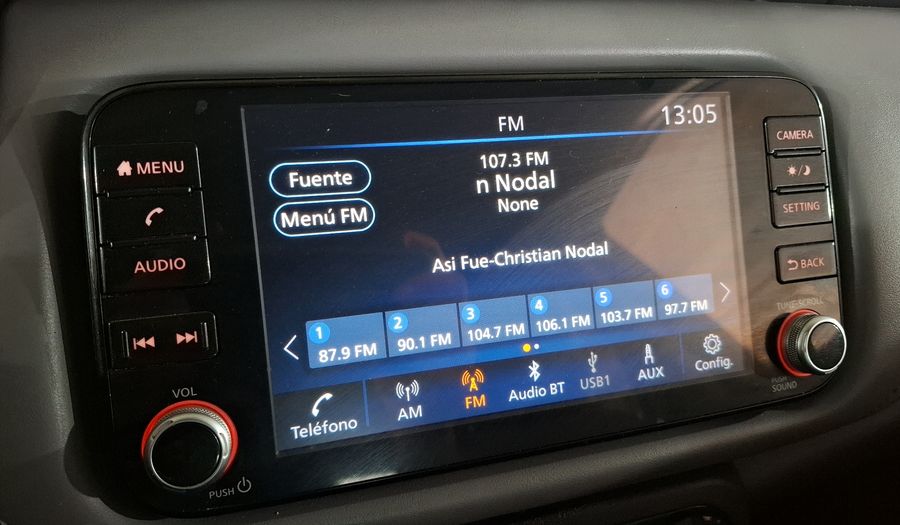 FM
13:05
Fuente
Menú FM
107.3 FM
n Nodal
None
Asi Fue-Christian Nodal
1 87.9 FM
2 90.1 FM
3 104.7 FM
4 106.1 FM
5 103.7 FM
6 97.7 FM
Teléfono
AM
FM
Audio BT
USB1
AUX
Config.
MENU
AUDIO
VOL
PUSH
CAMERA
SETTING
BACK
TUNE·SCROLL
PUSH
SOUND